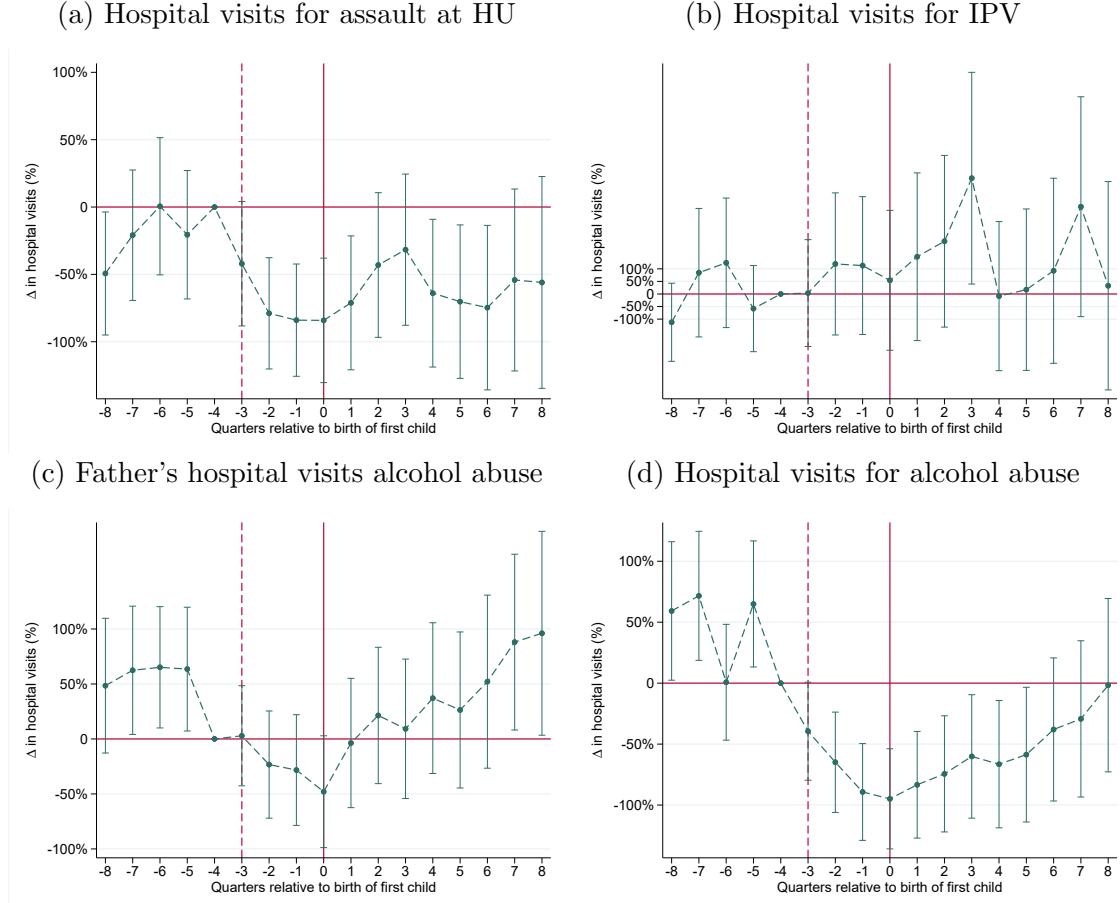 (a) Hospital visits for assault at HU
100%
50%
0
-50%
-100%
Δ in hospital visits (%)
-8 -7 -6 -5 -4 -3 -2 -1 0 1 2 3 4 5 6 7 8
Quarters relative to birth of first child
(b) Hospital visits for IPV
100%
50%
0
-50%
-100%
Δ in hospital visits (%)
-8 -7 -6 -5 -4 -3 -2 -1 0 1 2 3 4 5 6 7 8
Quarters relative to birth of first child
(c) Father's hospital visits alcohol abuse
100%
50%
0
-50%
-100%
Δ in hospital visits (%)
-8 -7 -6 -5 -4 -3 -2 -1 0 1 2 3 4 5 6 7 8
Quarters relative to birth of first child
(d) Hospital visits for alcohol abuse
100%
50%
0
-50%
-100%
Δ in hospital visits (%)
-8 -7 -6 -5 -4 -3 -2 -1 0 1 2 3 4 5 6 7 8
Quarters relative to birth of first child